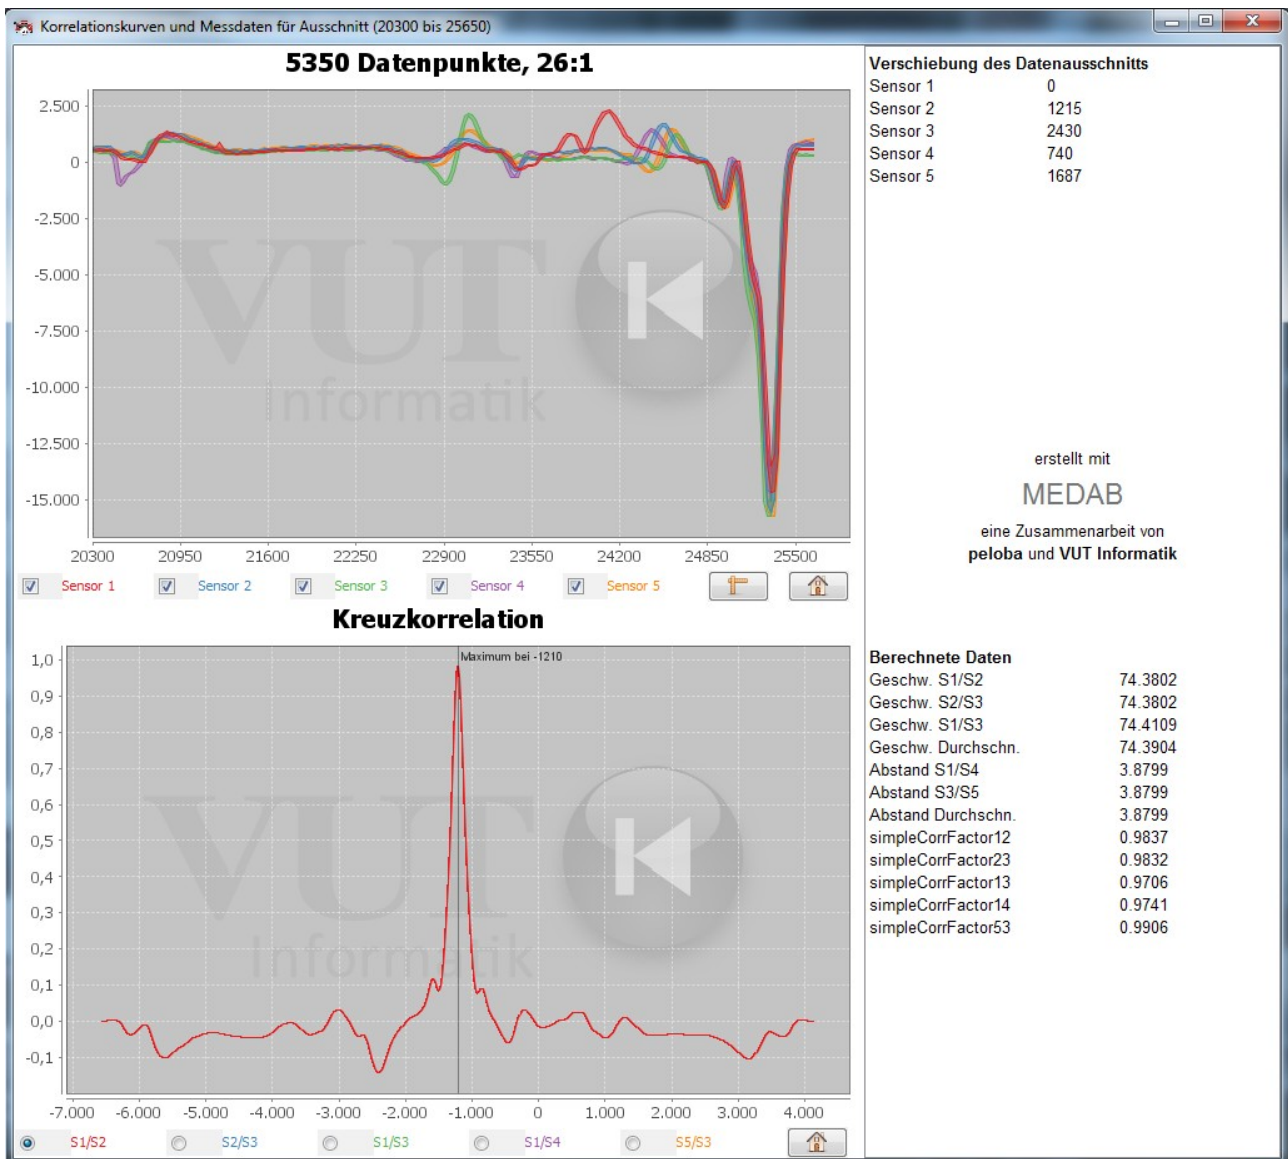 Korrelationskurven und Messdaten für Ausschnitt (20300 bis 25650)
5350 Datenpunkte, 26:1
2.500
0
-2.500
-5.000
-7.500
-10.000
-12.500
-15.000
VUT
Informatik
20300 20950 21600 22250 22900 23550 24200 24850 25500
Sensor 1 Sensor 2 Sensor 3 Sensor 4 Sensor 5
Verschiebung des Datenausschnitts
Sensor 1 0
Sensor 2 1215
Sensor 3 2430
Sensor 4 740
Sensor 5 1687
erstellt mit
MEDAB
eine Zusammenarbeit von
peloba und VUT Informatik
Kreuzkorrelation
Maximum bei -1210
1,0
0,9
0,8
0,7
0,6
0,5
0,4
0,3
0,2
0,1
0,0
-0,1
VUT
Informatik
-7.000 -6.000 -5.000 -4.000 -3.000 -2.000 -1.000 0 1.000 2.000 3.000 4.000
S1/S2 S2/S3 S1/S3 S1/S4 S5/S3
Berechnete Daten
Geschw. S1/S2 74.3802
Geschw. S2/S3 74.3802
Geschw. S1/S3 74.4109
Geschw. Durchschn. 74.3904
Abstand S1/S4 3.8799
Abstand S3/S5 3.8799
Abstand Durchschn. 3.8799
simpleCorrFactor12 0.9837
simpleCorrFactor23 0.9832
simpleCorrFactor13 0.9706
simpleCorrFactor14 0.9741
simpleCorrFactor53 0.9906